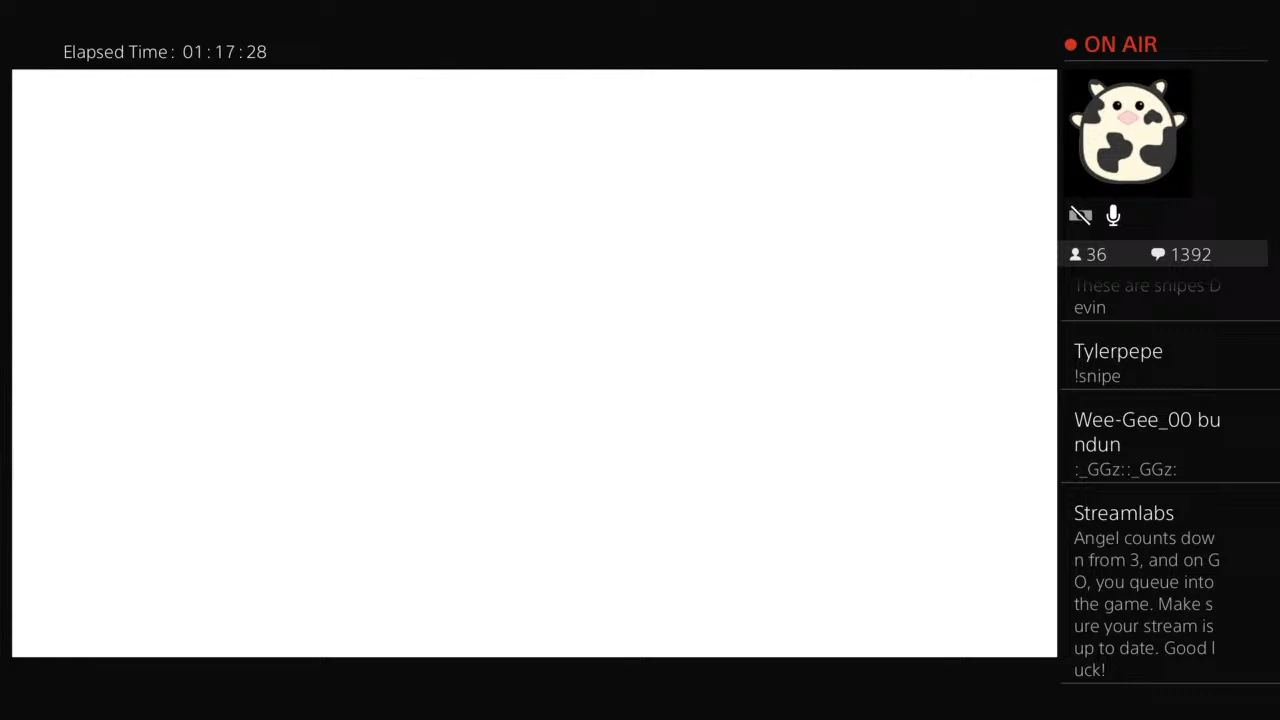 Elapsed Time: 01:17:28
ON AIR
36 1392
These are snipes D
evin
Tylerpepe
!snipe
Wee-Gee_00 bu
ndun
:_GGz::_GGz:
Streamlabs
Angel counts dow
n from 3, and on G
O, you queue into
the game. Make s
ure your stream is
up to date. Good l
uck!